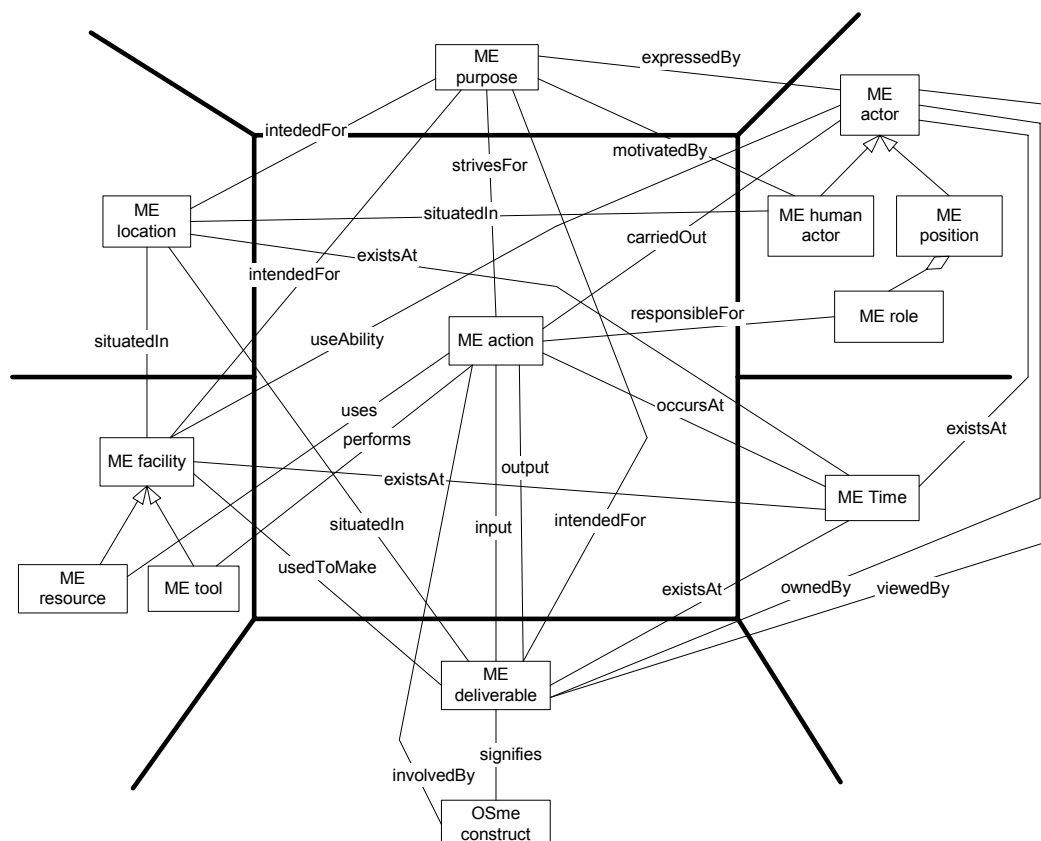 ME
purpose
expressedBy
ME
actor
intededFor
strivesFor
motivatedBy
ME
location
situatedIn
ME human
actor
ME
position
carriedOut
existsAt
intendedFor
ME role
responsibleFor
situatedIn
useAbility
ME action
uses
occursAt
performs
existsAt
ME facility
output
existsAt
ME Time
situatedIn
input
intendedFor
ME
resource
ME tool
usedToMake
existsAt
ownedBy
viewedBy
ME
deliverable
signifies
involvedBy
OSme
construct